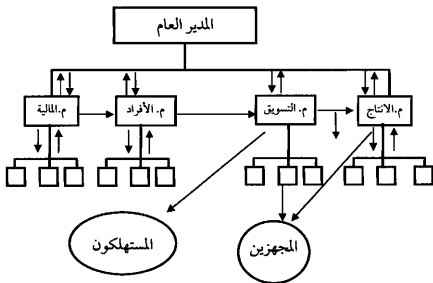 المدير العام
م.الانتاج
م. التسويق
م. الأفراد
م.المالية
المستهلكون
المجهزين